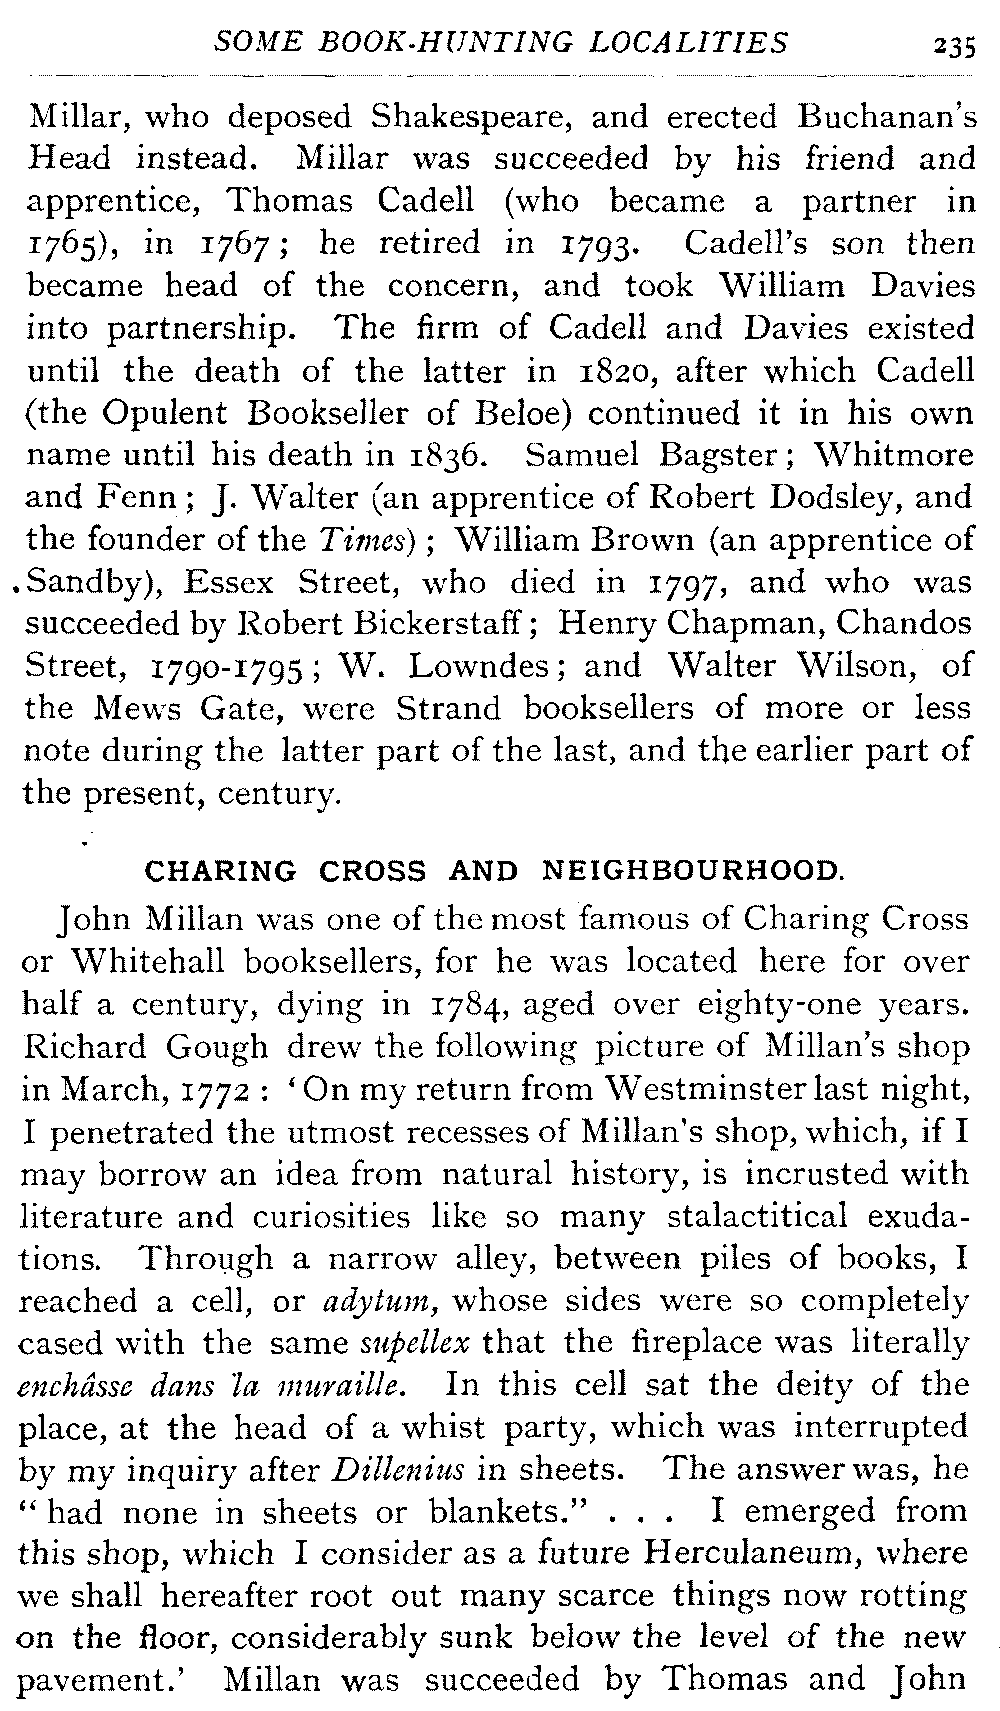 SOME BOOK-HUNTING LOCALITIES 235
Millar, who deposed Shakespeare, and erected Buchanan's
Head instead. Millar was succeeded by his friend and
apprentice, Thomas Cadell (who became a partner in
1765), in 1767; he retired in 1793. Cadell's son then
became head of the concern, and took William Davies
into partnership. The firm of Cadell and Davies existed
until the death of the latter in 1820, after which Cadell
(the Opulent Bookseller of Beloe) continued it in his own
name until his death in 1836. Samuel Bagster; Whitmore
and Fenn; J. Walter (an apprentice of Robert Dodsley, and
the founder of the Times); William Brown (an apprentice of
Sandby), Essex Street, who died in 1797, and who was
succeeded by Robert Bickerstaff; Henry Chapman, Chandos
Street, 1790-1795; W. Lowndes; and Walter Wilson, of
the Mews Gate, were Strand booksellers of more or less
note during the latter part of the last, and the earlier part of
the present, century.
CHARING CROSS AND NEIGHBOURHOOD.
John Millan was one of the most famous of Charing Cross
or Whitehall booksellers, for he was located here for over
half a century, dying in 1784, aged over eighty-one years.
Richard Gough drew the following picture of Millan's shop
in March, 1772: 'On my return from Westminster last night,
I penetrated the utmost recesses of Millan's shop, which, if I
may borrow an idea from natural history, is incrusted with
literature and curiosities like so many stalactitical exuda-
tions. Through a narrow alley, between piles of books, I
reached a cell, or adytum, whose sides were so completely
cased with the same supellex that the fireplace was literally
enchâsse dans la muraille. In this cell sat the deity of the
place, at the head of a whist party, which was interrupted
by my inquiry after Dillenius in sheets. The answer was, he
"had none in sheets or blankets." . . . I emerged from
this shop, which I consider as a future Herculaneum, where
we shall hereafter root out many scarce things now rotting
on the floor, considerably sunk below the level of the new
pavement.' Millan was succeeded by Thomas and John